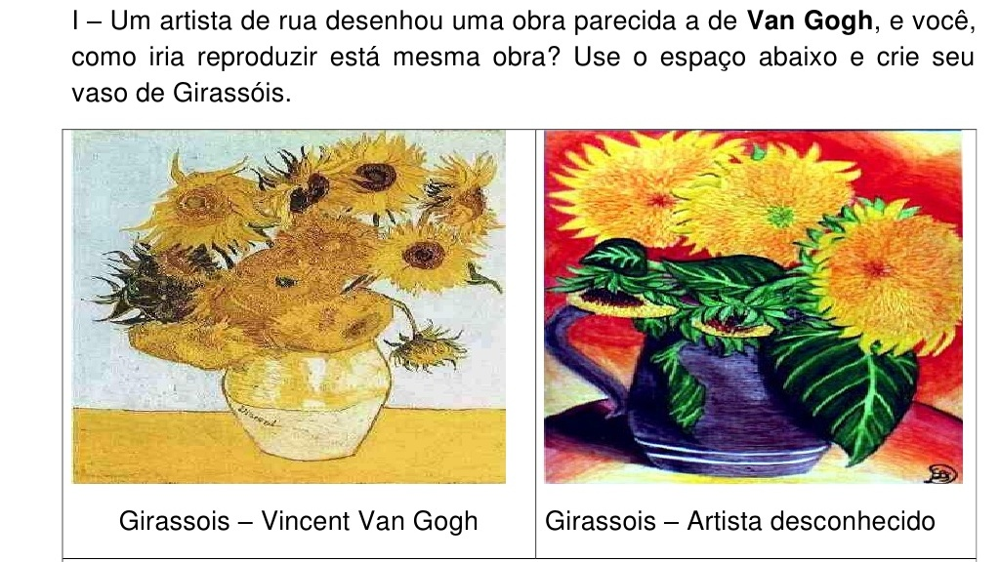 I – Um artista de rua desenhou uma obra parecida a de Van Gogh, e você,
como iria reproduzir está mesma obra? Use o espaço abaixo e crie seu
vaso de Girassóis.
Vincent
Girassois – Vincent Van Gogh
Girassois – Artista desconhecido